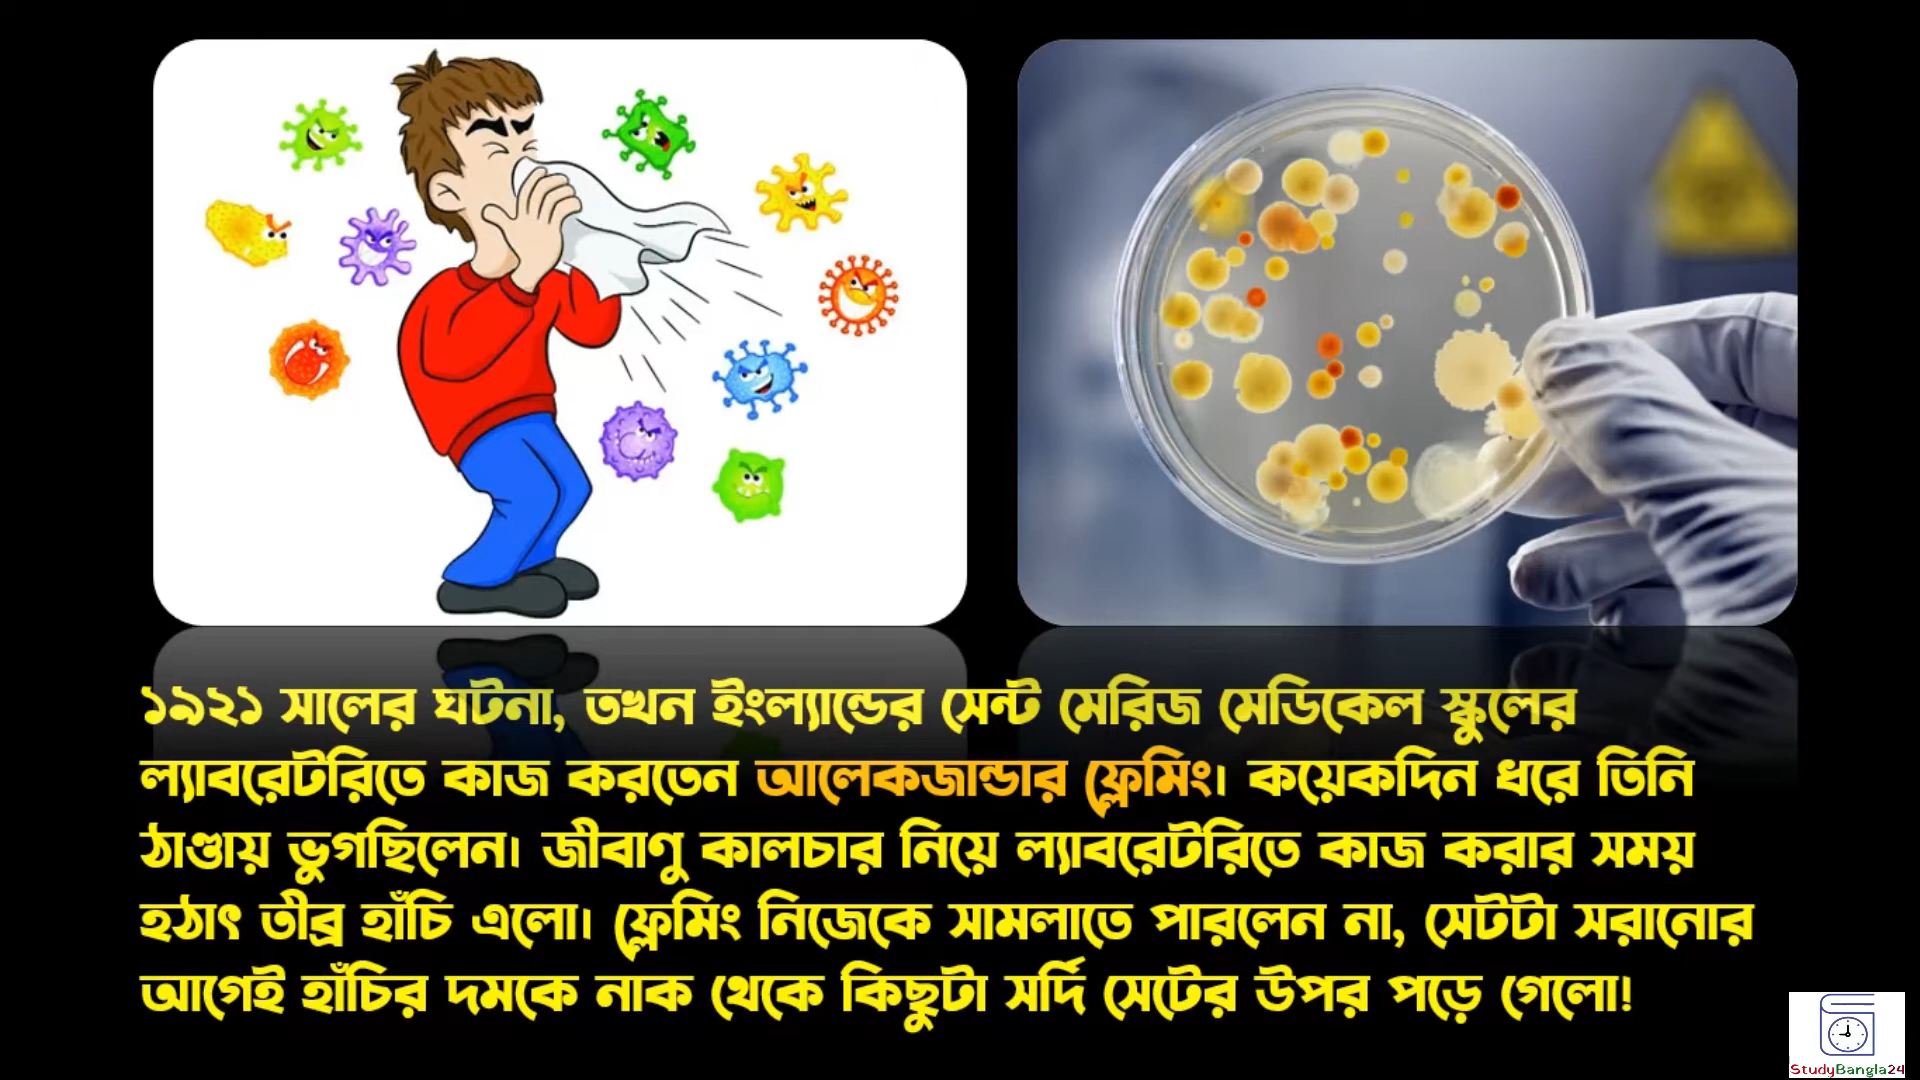 ১৯২১ সালের ঘটনা, তখন ইংল্যান্ডের সেন্ট মেরিজ মেডিকেল স্কুলের
ল্যাবরেটরিতে কাজ করতেন আলেকজান্ডার ফ্লেমিং। কয়েকদিন ধরে তিনি
ঠাণ্ডায় ভুগছিলেন। জীবাণু কালচার নিয়ে ল্যাবরেটরিতে কাজ করার সময়
হঠাৎ তীব্র হাঁচি এলো। ফ্লেমিং নিজেকে সামলাতে পারলেন না, সেটটা সরানোর
আগেই হাঁচির দমকে নাক থেকে কিছুটা সর্দি সেটের উপর পড়ে গেলো!
StudyBangla24